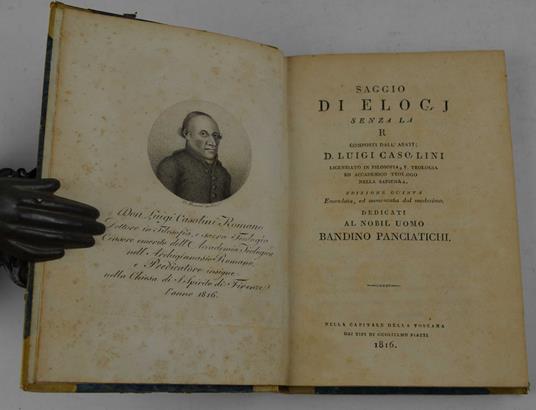 Don Luigi Casalini Romano
Dottore in Filosofia, e sacra Teologia
Censore emerito dell'Accademia Teologica
nell'Archiginnasio Romano,
e Predicatore insigne
nella Chiesa di S. Spirito di Firenze
l'anno 1816.
SAGGIO
DI ELOGJ
SENZA LA
R
COMPOSTI DALL' ABATE
D. LUIGI CASOLINI
LICENZIATO IN FILOSOFIA, E TEOLOGIA
ED ACCADEMICO TEOLOGO
NELLA SAPIENZA.
EDIZIONE QUINTA
Emendata, ed accresciuta dal medesimo.
DEDICATI
AL NOBIL UOMO
BANDINO PANCIATICHI.
NELLA CAPITALE DELLA TOSCANA
DAI TIPI DI GUGLIELMO PIATTI
1816.